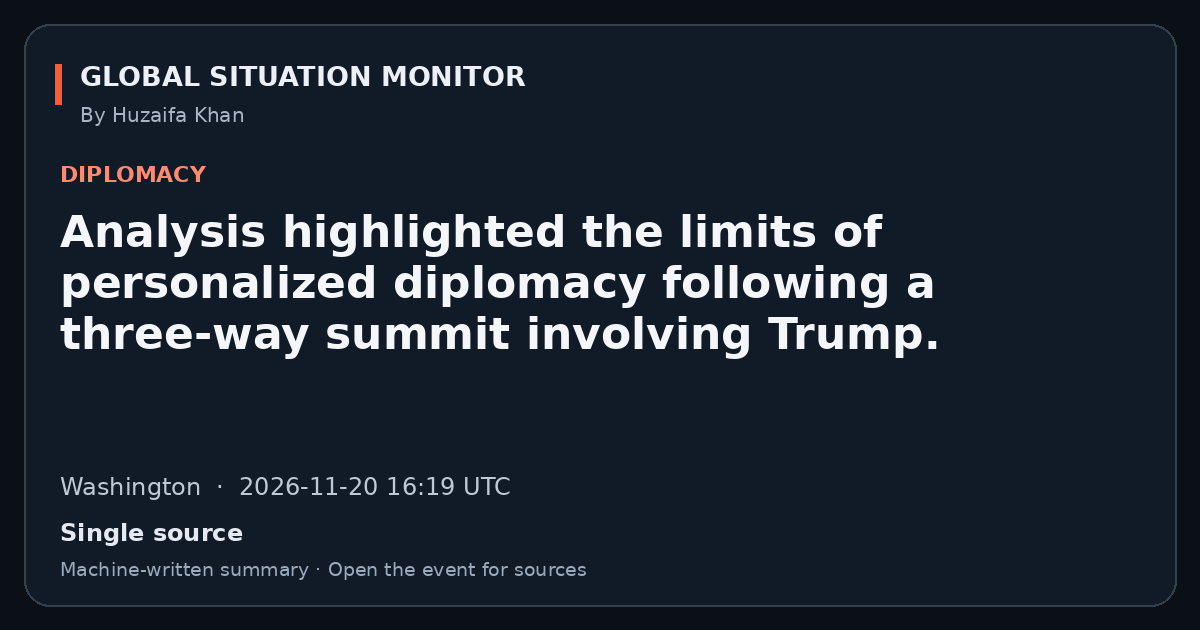 GLOBAL SITUATION MONITOR
By Huzaifa Khan
DIPLOMACY
Analysis highlighted the limits of
personalized diplomacy following a
three-way summit involving Trump.
Washington · 2026-11-20 16:19 UTC
Single source
Machine-written summary · Open the event for sources